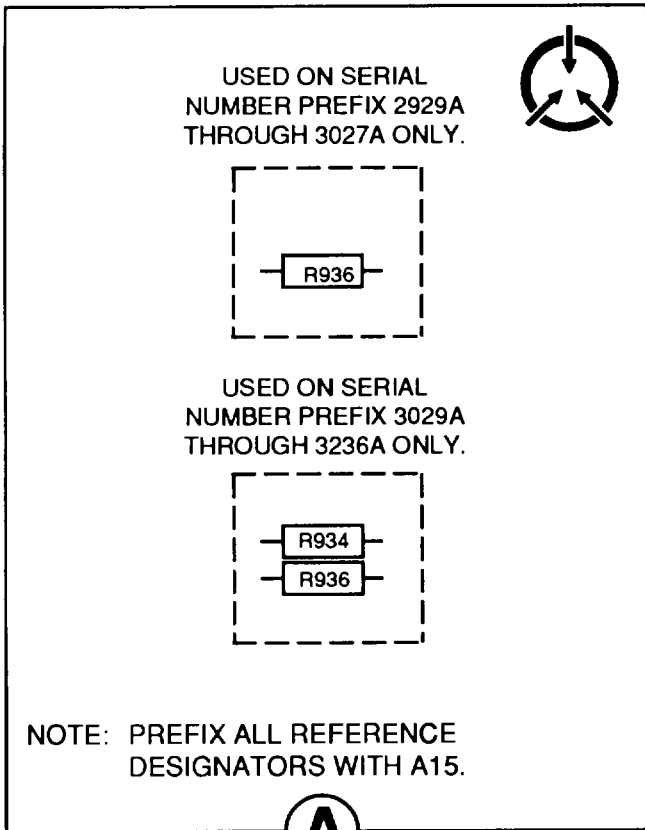 USED ON SERIAL
NUMBER PREFIX 2929A
THROUGH 3027A ONLY.
R936
USED ON SERIAL
NUMBER PREFIX 3029A
THROUGH 3236A ONLY.
R934
R936
NOTE: PREFIX ALL REFERENCE
DESIGNATORS WITH A15.
A